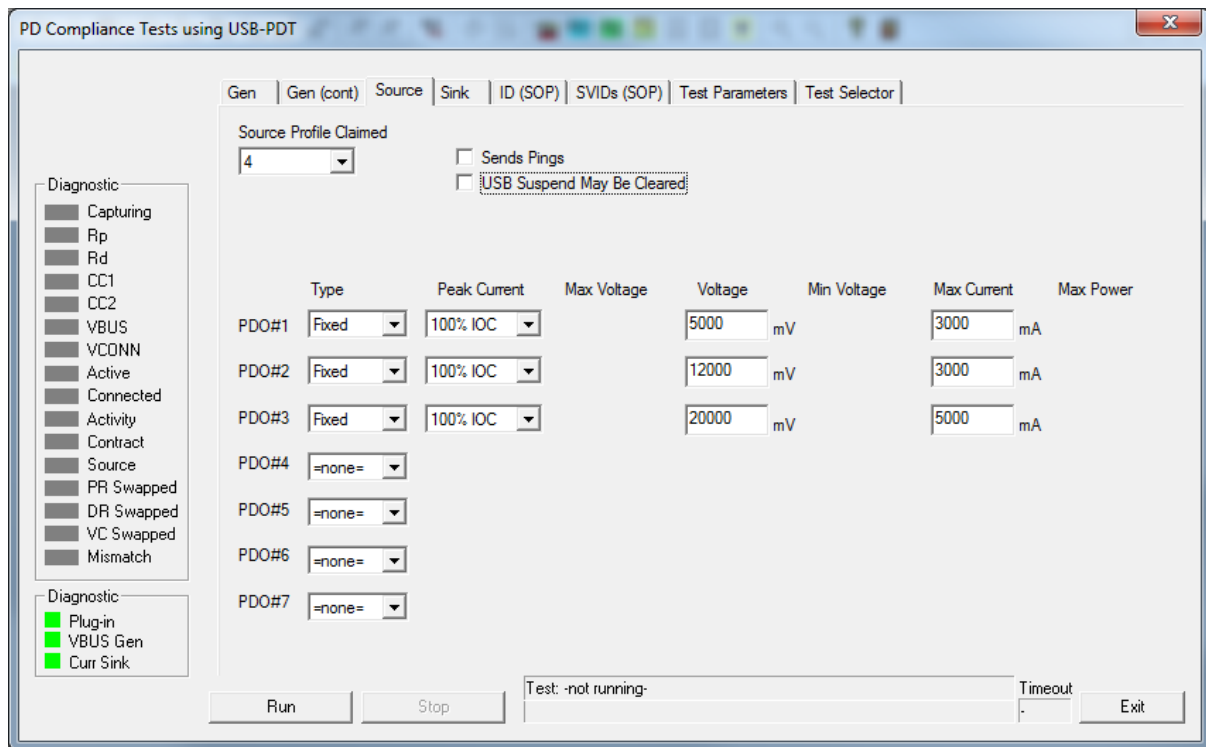 PD Compliance Tests using USB-PDT
Gen Gen (cont) Source Sink ID (SOP) SVIDs (SOP) Test Parameters Test Selector
Source Profile Claimed
4
Sends Pings
USB Suspend May Be Cleared
Diagnostic
Capturing
Rp
Rd
CC1
CC2
VBUS
VCONN
Active
Connected
Activity
Contract
Source
PR Swapped
DR Swapped
VC Swapped
Mismatch
Diagnostic
Plug-in
VBUS Gen
Curr Sink
Type Peak Current Max Voltage Voltage Min Voltage Max Current Max Power
PDO#1 Fixed 100% IOC 5000 mV 3000 mA
PDO#2 Fixed 100% IOC 12000 mV 3000 mA
PDO#3 Fixed 100% IOC 20000 mV 5000 mA
PDO#4 =none=
PDO#5 =none=
PDO#6 =none=
PDO#7 =none=
Run Stop
Test: -not running-
Timeout
-
Exit